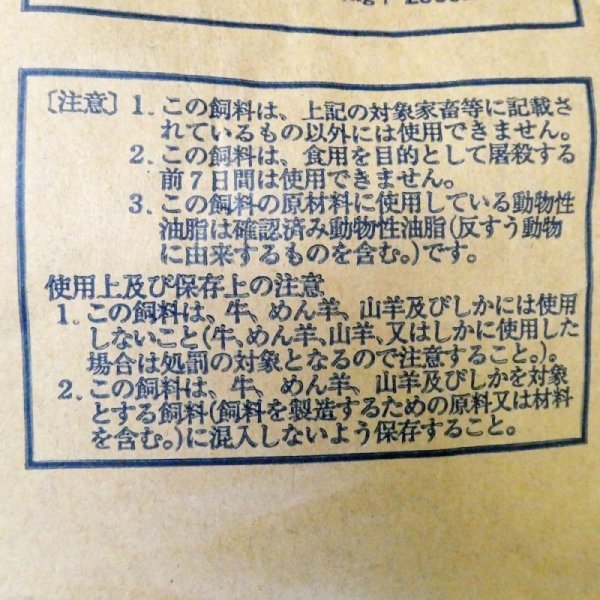 〔注意〕1. この飼料は、上記の対象家畜等に記載さ
れているもの以外には使用できません。
2. この飼料は、食用を目的として屠殺する
前7日間は使用できません。
3. この飼料の原材料に使用している動物性
油脂は確認済み動物性油脂(反すう動物
に由来するものを含む。)です。
使用上及び保存上の注意
1. この飼料は、牛、めん羊、山羊及びしかには使用
しないこと(牛、めん羊、山羊、又はしかに使用した
場合は処罰の対象となるので注意すること。)。
2. この飼料は、牛、めん羊、山羊及びしかを対象
とする飼料(飼料を製造するための原料又は材料
を含む。)に混入しないよう保存すること。